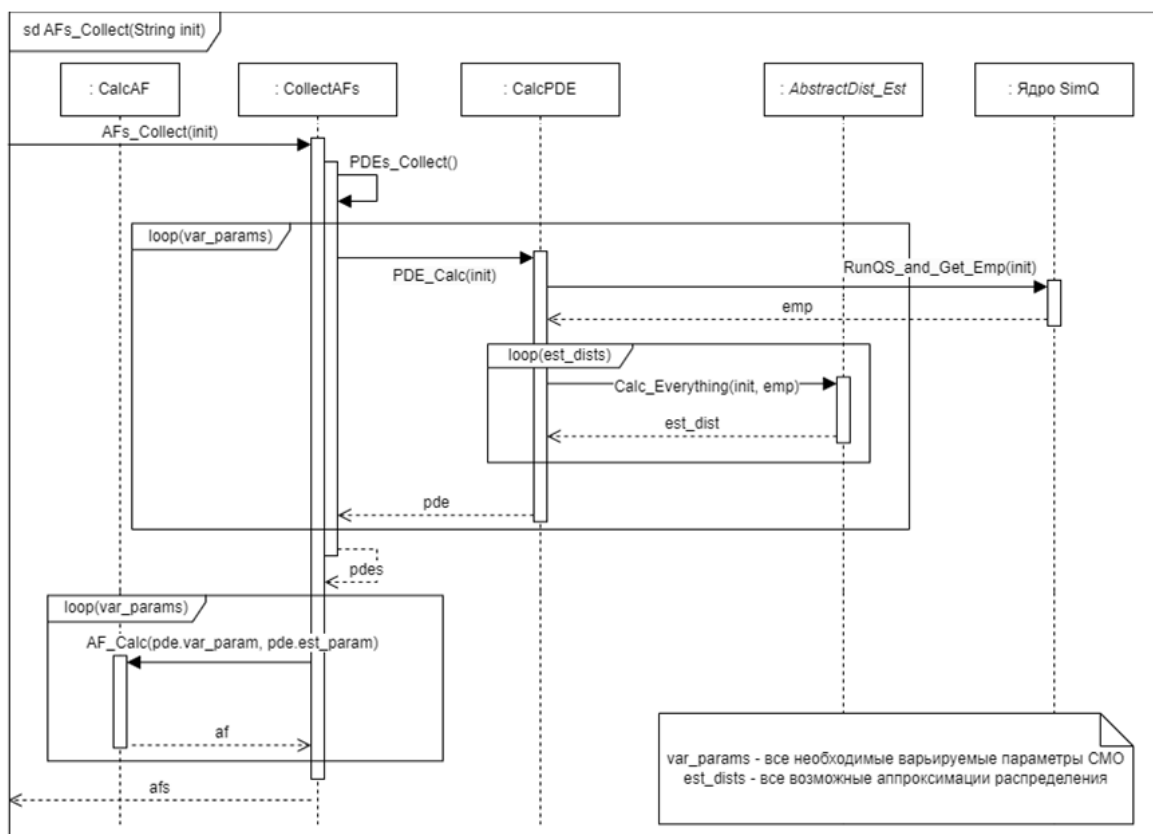 sd AFs_Collect(String init)
: CalcAF
: CollectAFs
: CalcPDE
: AbstractDist_Est
: Ядро SimQ
AFs_Collect(init)
PDEs_Collect()
loop(var_params)
PDE_Calc(init)
RunQS_and_Get_Emp(init)
emp
loop(est_dists)
Calc_Everything(init, emp)
est_dist
pde
pdes
loop(var_params)
AF_Calc(pde.var_param, pde.est_param)
af
afs
var_params - все необходимые варьируемые параметры СМО
est_dists - все возможные аппроксимации распределения